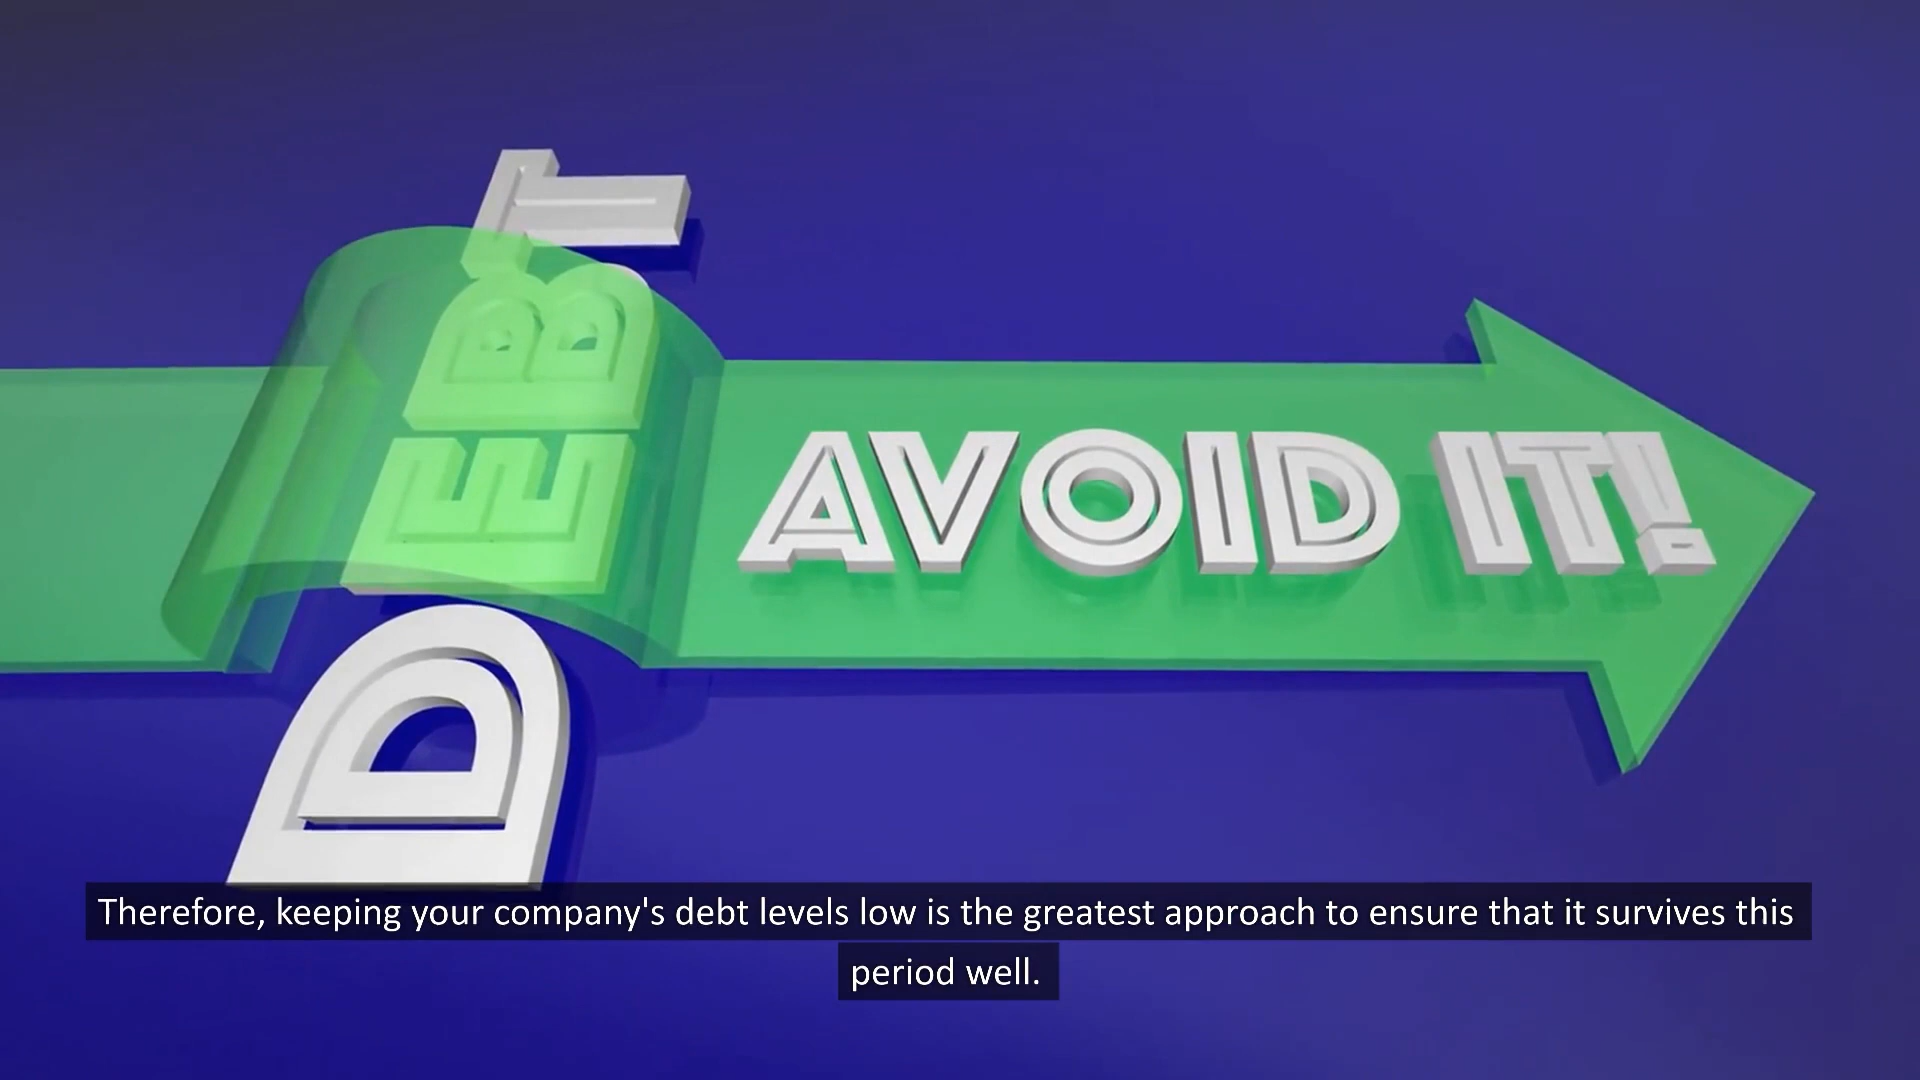 DEBT
AVOID IT!
Therefore, keeping your company's debt levels low is the greatest approach to ensure that it survives this
period well.